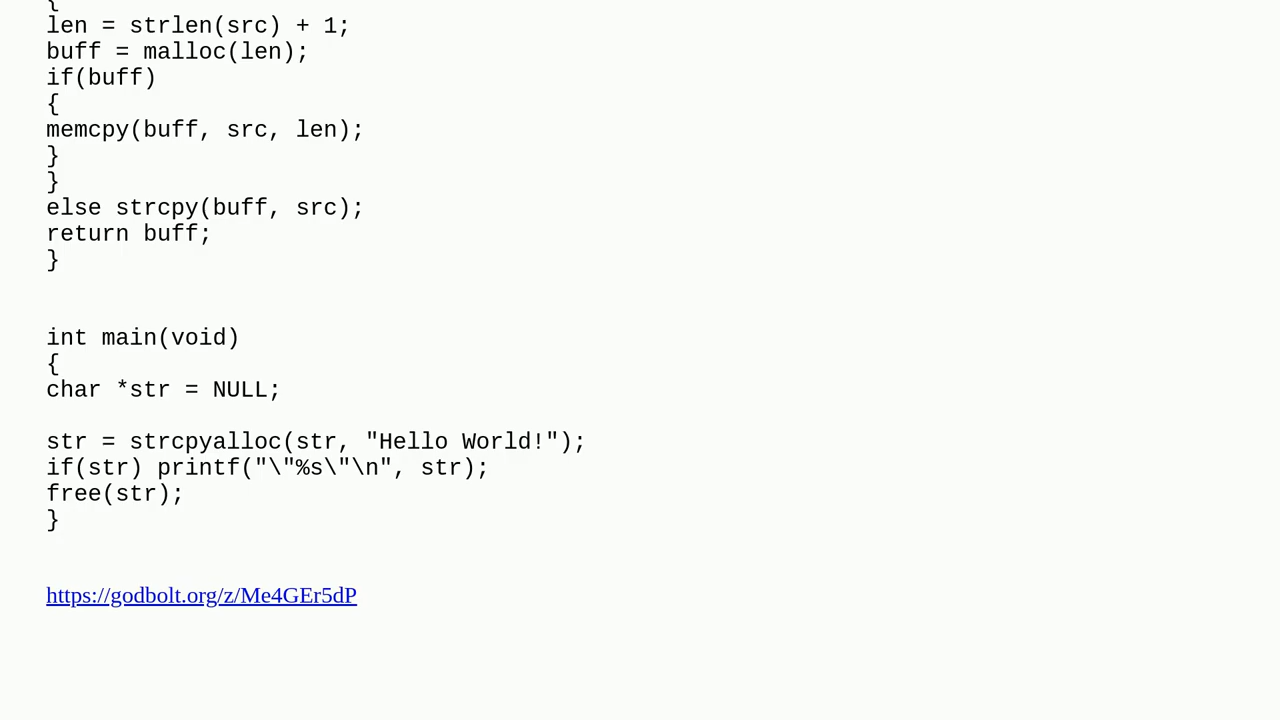 {
len = strlen(src) + 1;
buff = malloc(len);
if(buff)
{
memcpy(buff, src, len);
}
}
else strcpy(buff, src);
return buff;
}
int main(void)
{
char *str = NULL;
str = strcpyalloc(str, "Hello World!");
if(str) printf("\"%s\"\n", str);
free(str);
}
https://godbolt.org/z/Me4GEr5dP